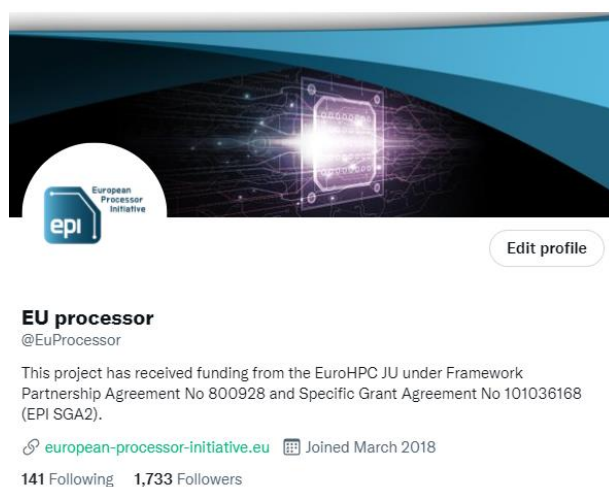 European
Processor
Initiative
epi
Edit profile
EU processor
@EuProcessor
This project has received funding from the EuroHPC JU under Framework
Partnership Agreement No 800928 and Specific Grant Agreement No 101036168
(EPI SGA2).
european-processor-initiative.eu Joined March 2018
141 Following 1,733 Followers